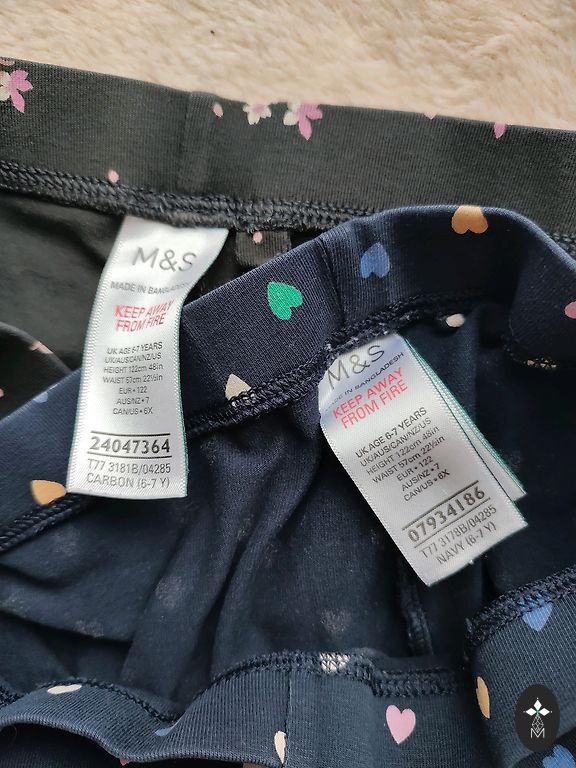 M&S
MADE IN BANGLADESH
KEEP AWAY
FROM FIRE
UK AGE 6-7 YEARS
UK/AUS/CAN/NZ/US
HEIGHT 122cm 48in
WAIST 57cm 22½in
EUR • 122
AUS/NZ • 7
CAN/US • 6X
24047364
T77 3181B/04285
CARBON (6-7 Y)
M&S
MADE IN BANGLADESH
KEEP AWAY
FROM FIRE
UK AGE 6-7 YEARS
UK/AUS/CAN/NZ/US
HEIGHT 122cm 48in
WAIST 57cm 22½in
EUR • 122
AUS/NZ • 7
CAN/US • 6X
07934186
T77 3178B/04285
NAVY (6-7 Y)
M